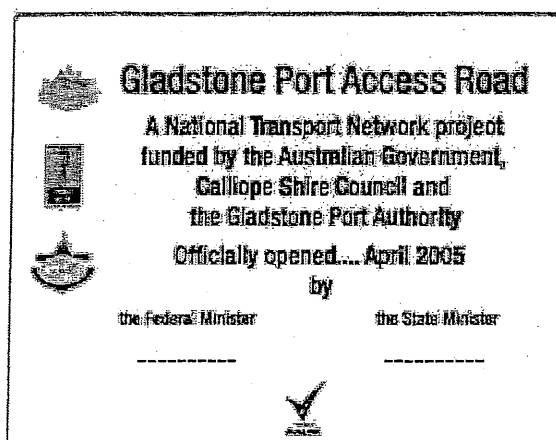 Gladstone Port Access Road
A National Transport Network project
funded by the Australian Government,
Calliope Shire Council and
the Gladstone Port Authority
Officially opened.... April 2005
by
the Federal Minister the State Minister